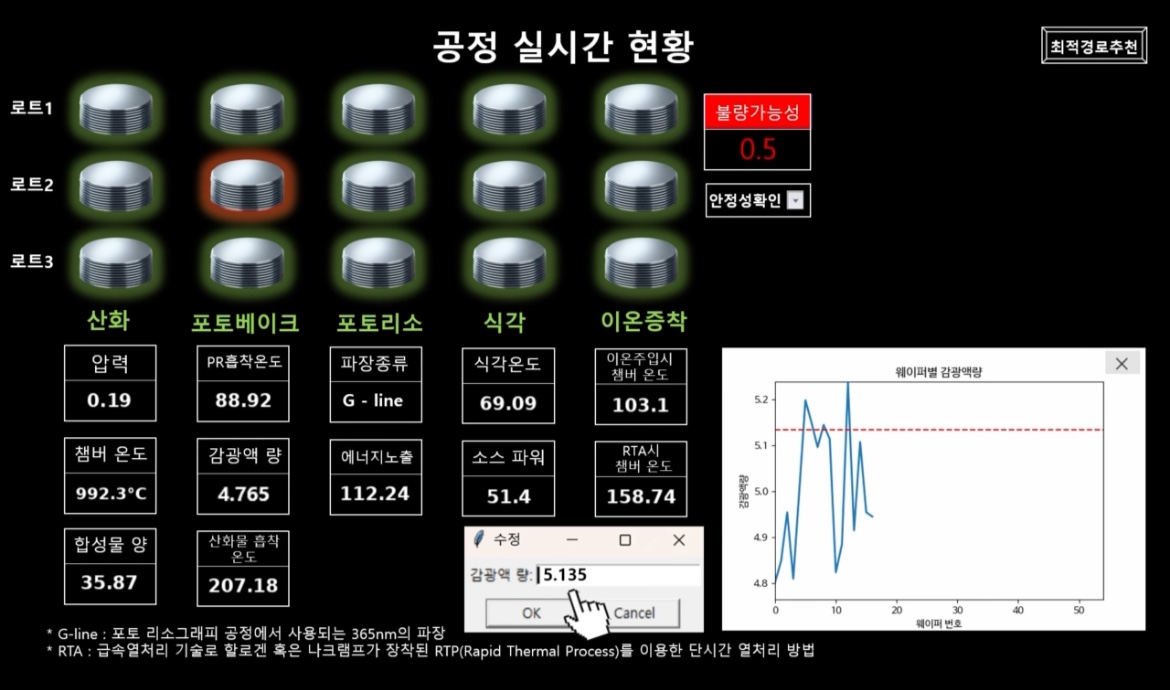 공정 실시간 현황
최적경로추천
로트1
로트2
로트3
불량가능성
0.5
안정성확인
산화
포토베이크
포토리소
식각
이온증착
압력
0.19
PR흡착온도
88.92
파장종류
G - line
식각온도
69.09
이온주입시
챔버 온도
103.1
챔버 온도
992.3°C
감광액 량
4.765
에너지노출
112.24
소스 파워
51.4
RTA시
챔버 온도
158.74
합성물 양
35.87
산화물 흡착
온도
207.18
수정
감광액 량: 5.135
OK
Cancel
웨이퍼별 감광액량
감광액량
5.2
5.1
5.0
4.9
4.8
0 10 20 30 40 50
웨이퍼 번호
* G-line : 포토 리소그래피 공정에서 사용되는 365nm의 파장
* RTA : 급속열처리 기술로 할로겐 혹은 나크램프가 장착된 RTP(Rapid Thermal Process)를 이용한 단시간 열처리 방법